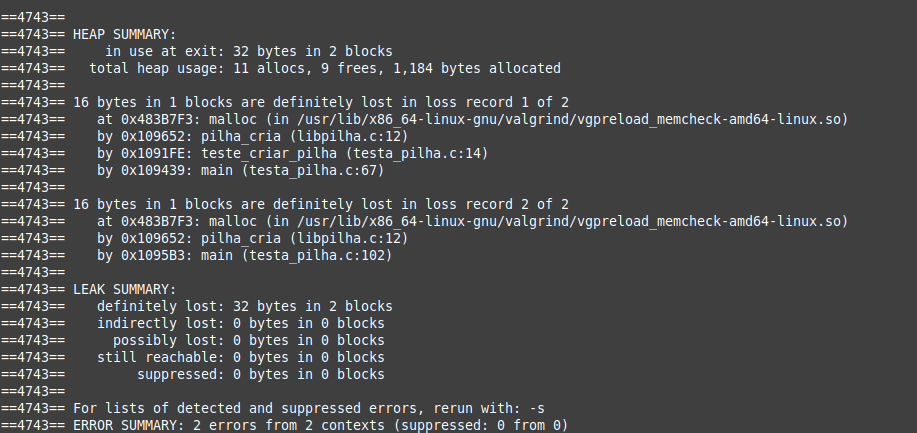 ==4743==
==4743== HEAP SUMMARY:
==4743==     in use at exit: 32 bytes in 2 blocks
==4743==   total heap usage: 11 allocs, 9 frees, 1,184 bytes allocated
==4743==
==4743== 16 bytes in 1 blocks are definitely lost in loss record 1 of 2
==4743==    at 0x483B7F3: malloc (in /usr/lib/x86_64-linux-gnu/valgrind/vgpreload_memcheck-amd64-linux.so)
==4743==    by 0x109652: pilha_cria (libpilha.c:12)
==4743==    by 0x1091FE: teste_criar_pilha (testa_pilha.c:14)
==4743==    by 0x109439: main (testa_pilha.c:67)
==4743==
==4743== 16 bytes in 1 blocks are definitely lost in loss record 2 of 2
==4743==    at 0x483B7F3: malloc (in /usr/lib/x86_64-linux-gnu/valgrind/vgpreload_memcheck-amd64-linux.so)
==4743==    by 0x109652: pilha_cria (libpilha.c:12)
==4743==    by 0x1095B3: main (testa_pilha.c:102)
==4743==
==4743== LEAK SUMMARY:
==4743==    definitely lost: 32 bytes in 2 blocks
==4743==    indirectly lost: 0 bytes in 0 blocks
==4743==      possibly lost: 0 bytes in 0 blocks
==4743==    still reachable: 0 bytes in 0 blocks
==4743==         suppressed: 0 bytes in 0 blocks
==4743==
==4743== For lists of detected and suppressed errors, rerun with: -s
==4743== ERROR SUMMARY: 2 errors from 2 contexts (suppressed: 0 from 0)